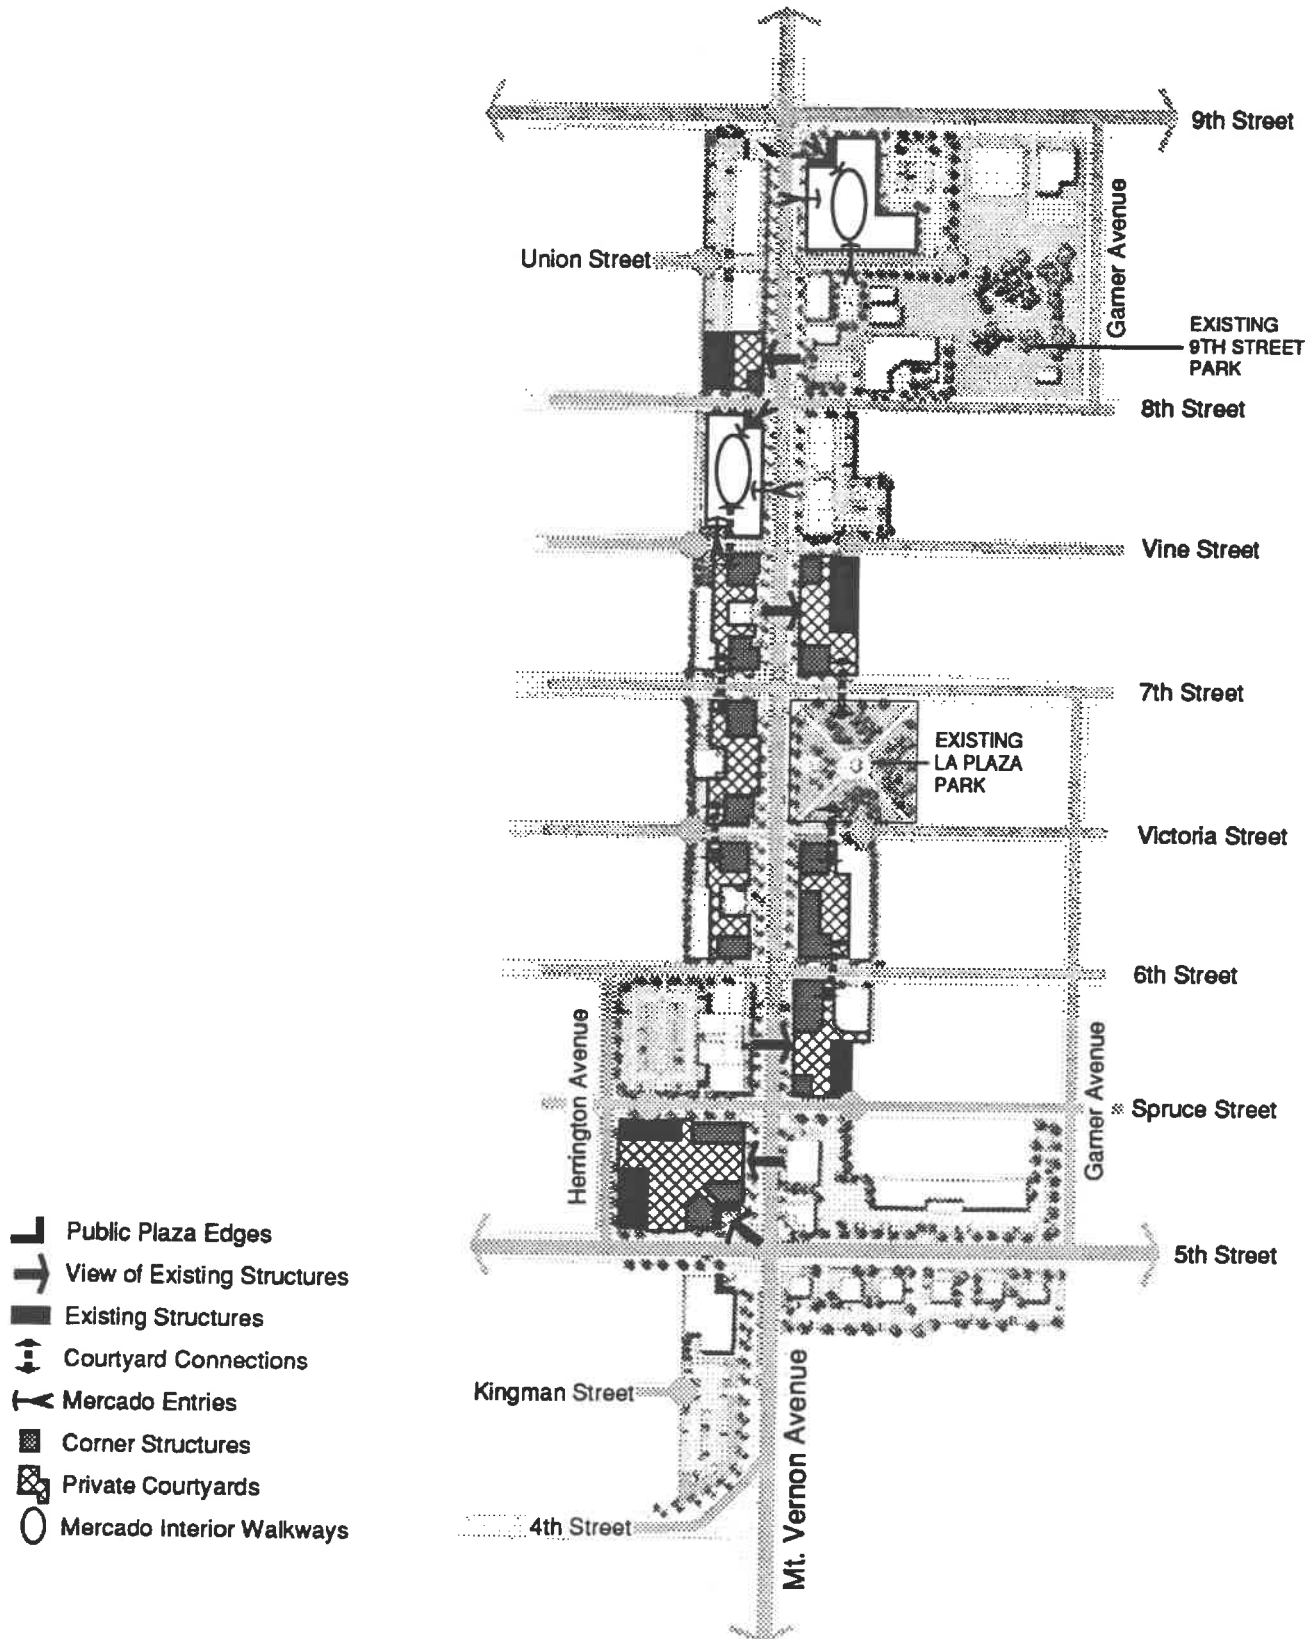 9th Street
Garner Avenue
Union Street
EXISTING
9TH STREET
PARK
8th Street
Vine Street
7th Street
EXISTING
LA PLAZA
PARK
Victoria Street
6th Street
Herrington Avenue
Garner Avenue
Spruce Street
5th Street
Public Plaza Edges
View of Existing Structures
Existing Structures
Courtyard Connections
Mercado Entries
Corner Structures
Private Courtyards
Mercado Interior Walkways
Kingman Street
4th Street
Mt. Vernon Avenue